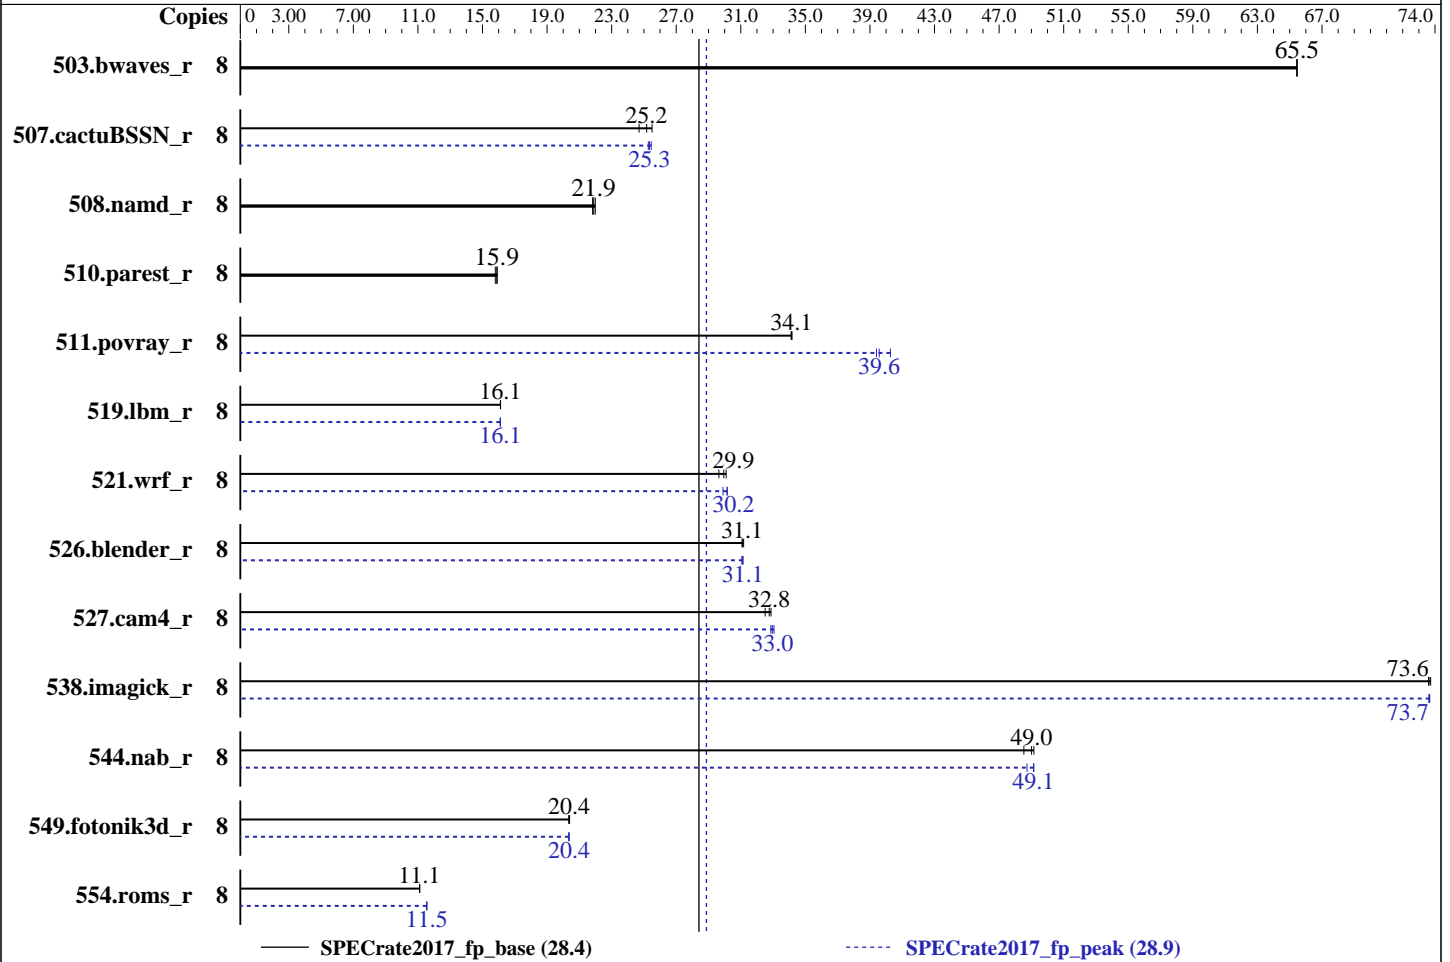 Copies 0 3.00 7.00 11.0 15.0 19.0 23.0 27.0 31.0 35.0 39.0 43.0 47.0 51.0 55.0 59.0 63.0 67.0 74.0
503.bwaves_r 8 65.5
507.cactuBSSN_r 8 25.2
25.3
508.namd_r 8 21.9
510.parest_r 8 15.9
511.povray_r 8 34.1
39.6
519.lbm_r 8 16.1
16.1
521.wrf_r 8 29.9
30.2
526.blender_r 8 31.1
31.1
527.cam4_r 8 32.8
33.0
538.imagick_r 8 73.6
73.7
544.nab_r 8 49.0
49.1
549.fotonik3d_r 8 20.4
20.4
554.roms_r 8 11.1
11.5
SPECrate2017_fp_base (28.4) SPECrate2017_fp_peak (28.9)